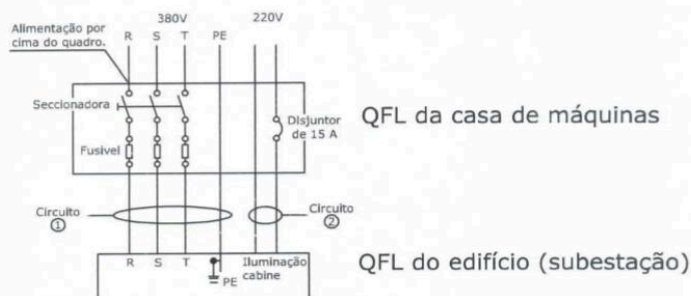 380V 220V
Alimentação por
cima do quadro.
R S T PE
Seccionadora
Disjuntor
de 15 A
Fusivel
QFL da casa de máquinas
Circuito
①
Circuito
②
R S T
PE
Iluminação
cabine
QFL do edifício (subestação)